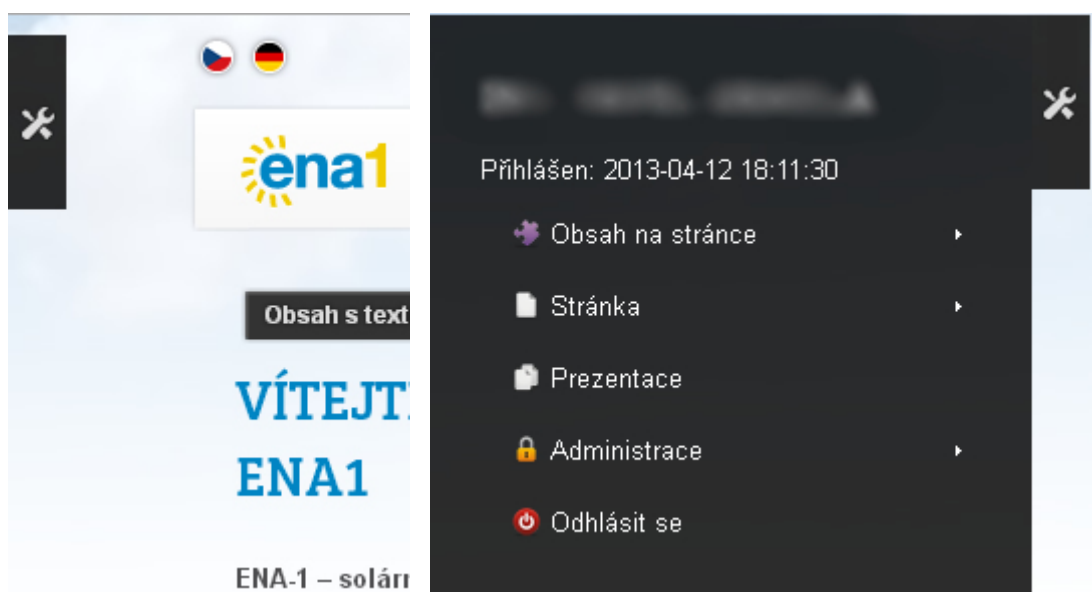 ena1
Obsah s text
VÍTEJT
ENA1
ENA-1 – solárn
Přihlášen: 2013-04-12 18:11:30
Obsah na stránce
Stránka
Prezentace
Administrace
Odhlásit se